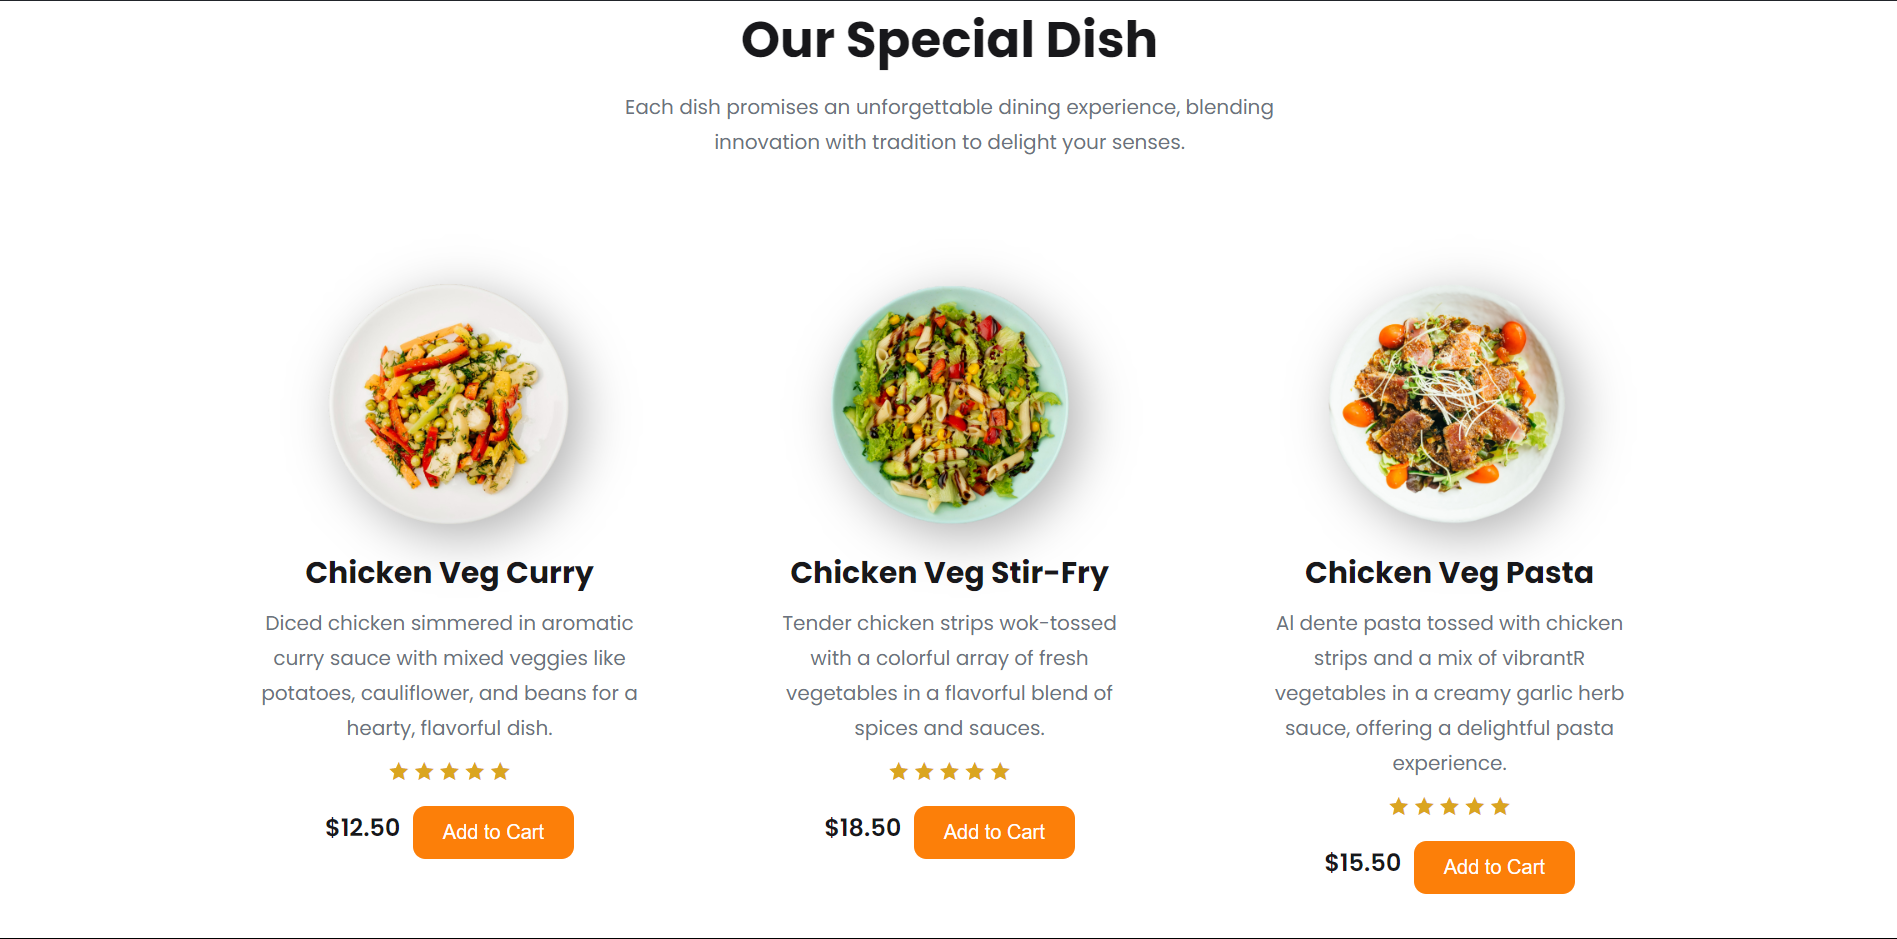 Our Special Dish
Each dish promises an unforgettable dining experience, blending
innovation with tradition to delight your senses.
Chicken Veg Curry
Diced chicken simmered in aromatic
curry sauce with mixed veggies like
potatoes, cauliflower, and beans for a
hearty, flavorful dish.
$12.50 Add to Cart
Chicken Veg Stir-Fry
Tender chicken strips wok-tossed
with a colorful array of fresh
vegetables in a flavorful blend of
spices and sauces.
$18.50 Add to Cart
Chicken Veg Pasta
Al dente pasta tossed with chicken
strips and a mix of vibrantR
vegetables in a creamy garlic herb
sauce, offering a delightful pasta
experience.
$15.50 Add to Cart